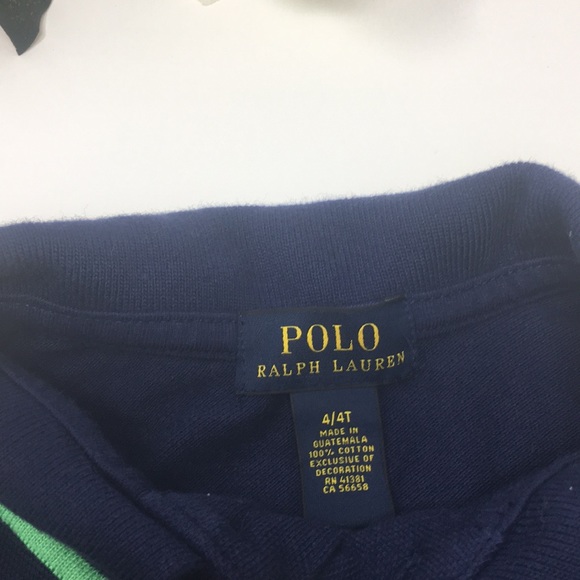 POLO
RALPH LAUREN
4/4T
MADE IN
GUATEMALA
100% COTTON
EXCLUSIVE OF
DECORATION
RN 41381
CA 56658